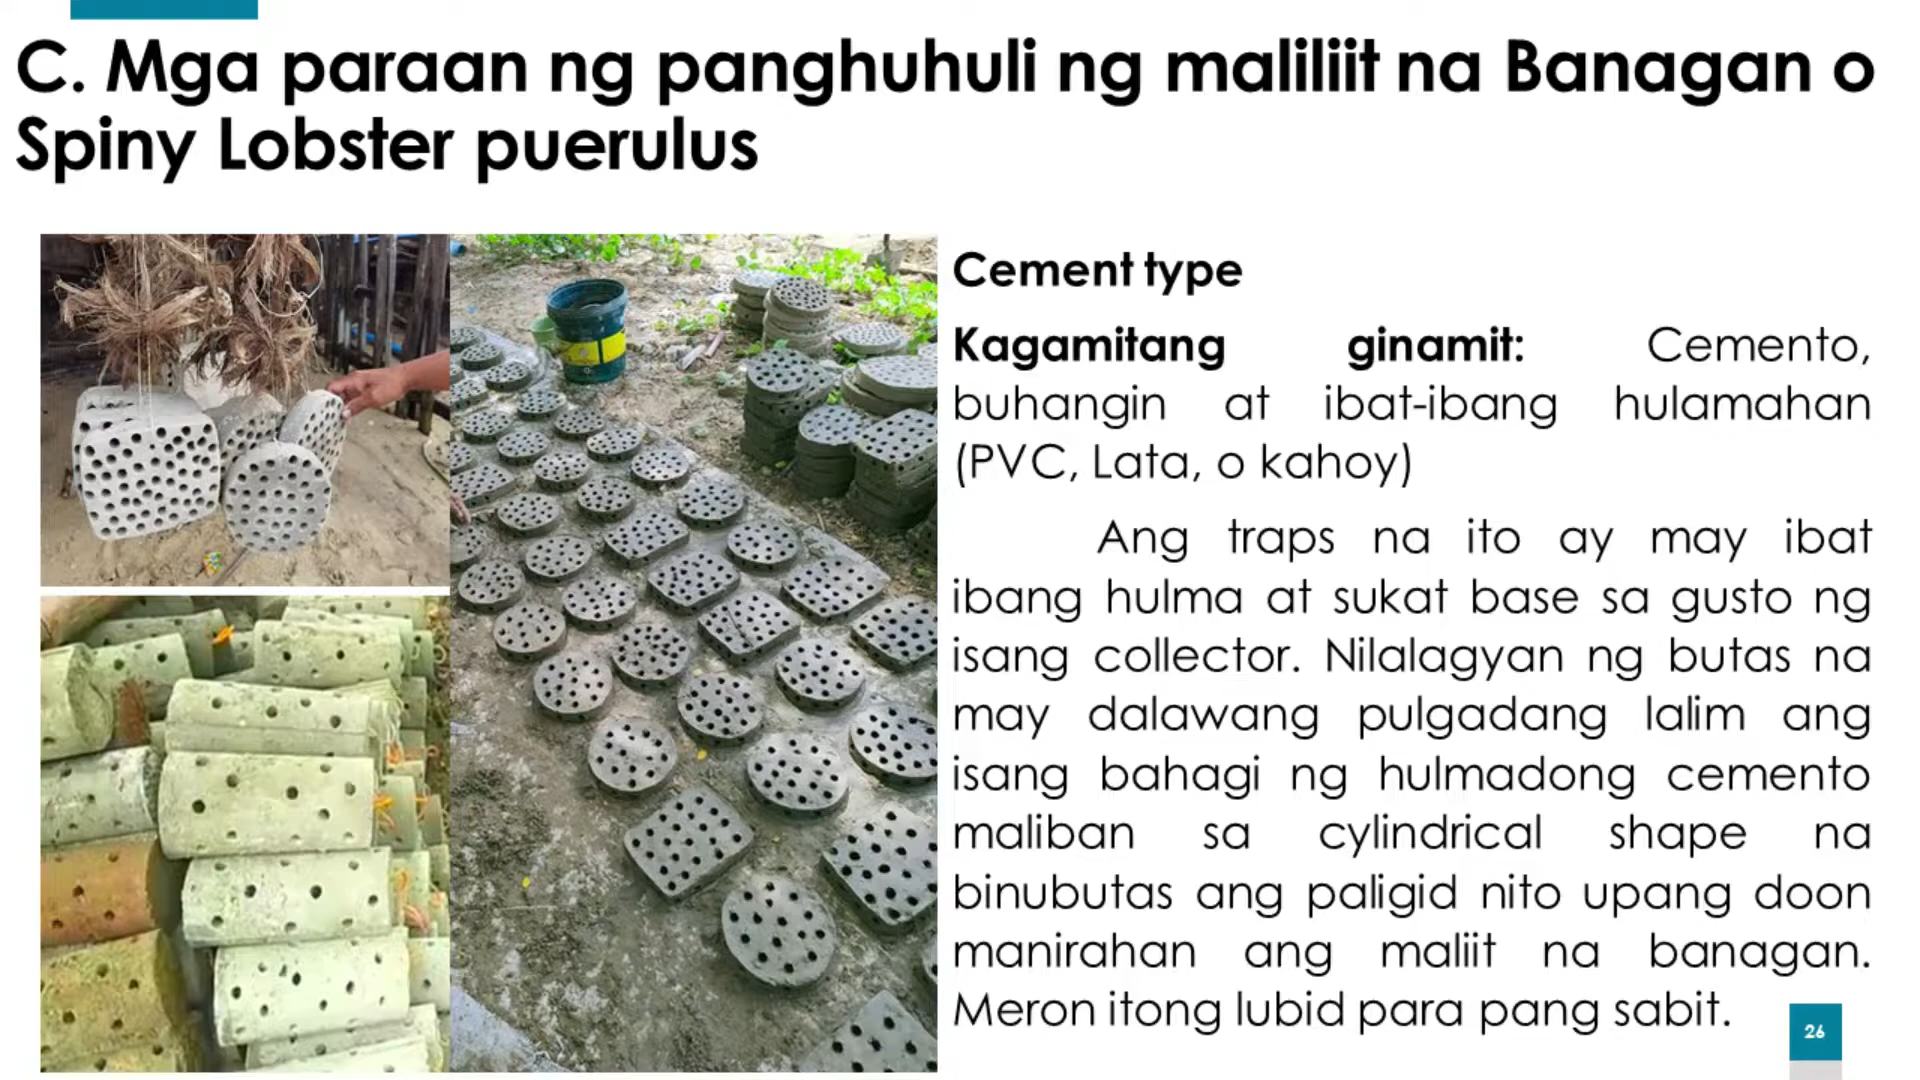 C. Mga paraan ng panghuhuli ng maliliit na Banagan o
Spiny Lobster puerulus
Cement type
Kagamitang ginamit: Cemento,
buhangin at ibat-ibang hulamahan
(PVC, Lata, o kahoy)
Ang traps na ito ay may ibat
ibang hulma at sukat base sa gusto ng
isang collector. Nilalagyan ng butas na
may dalawang pulgadang lalim ang
isang bahagi ng hulmadong cemento
maliban sa cylindrical shape na
binubutas ang paligid nito upang doon
manirahan ang maliit na banagan.
Meron itong lubid para pang sabit.
26